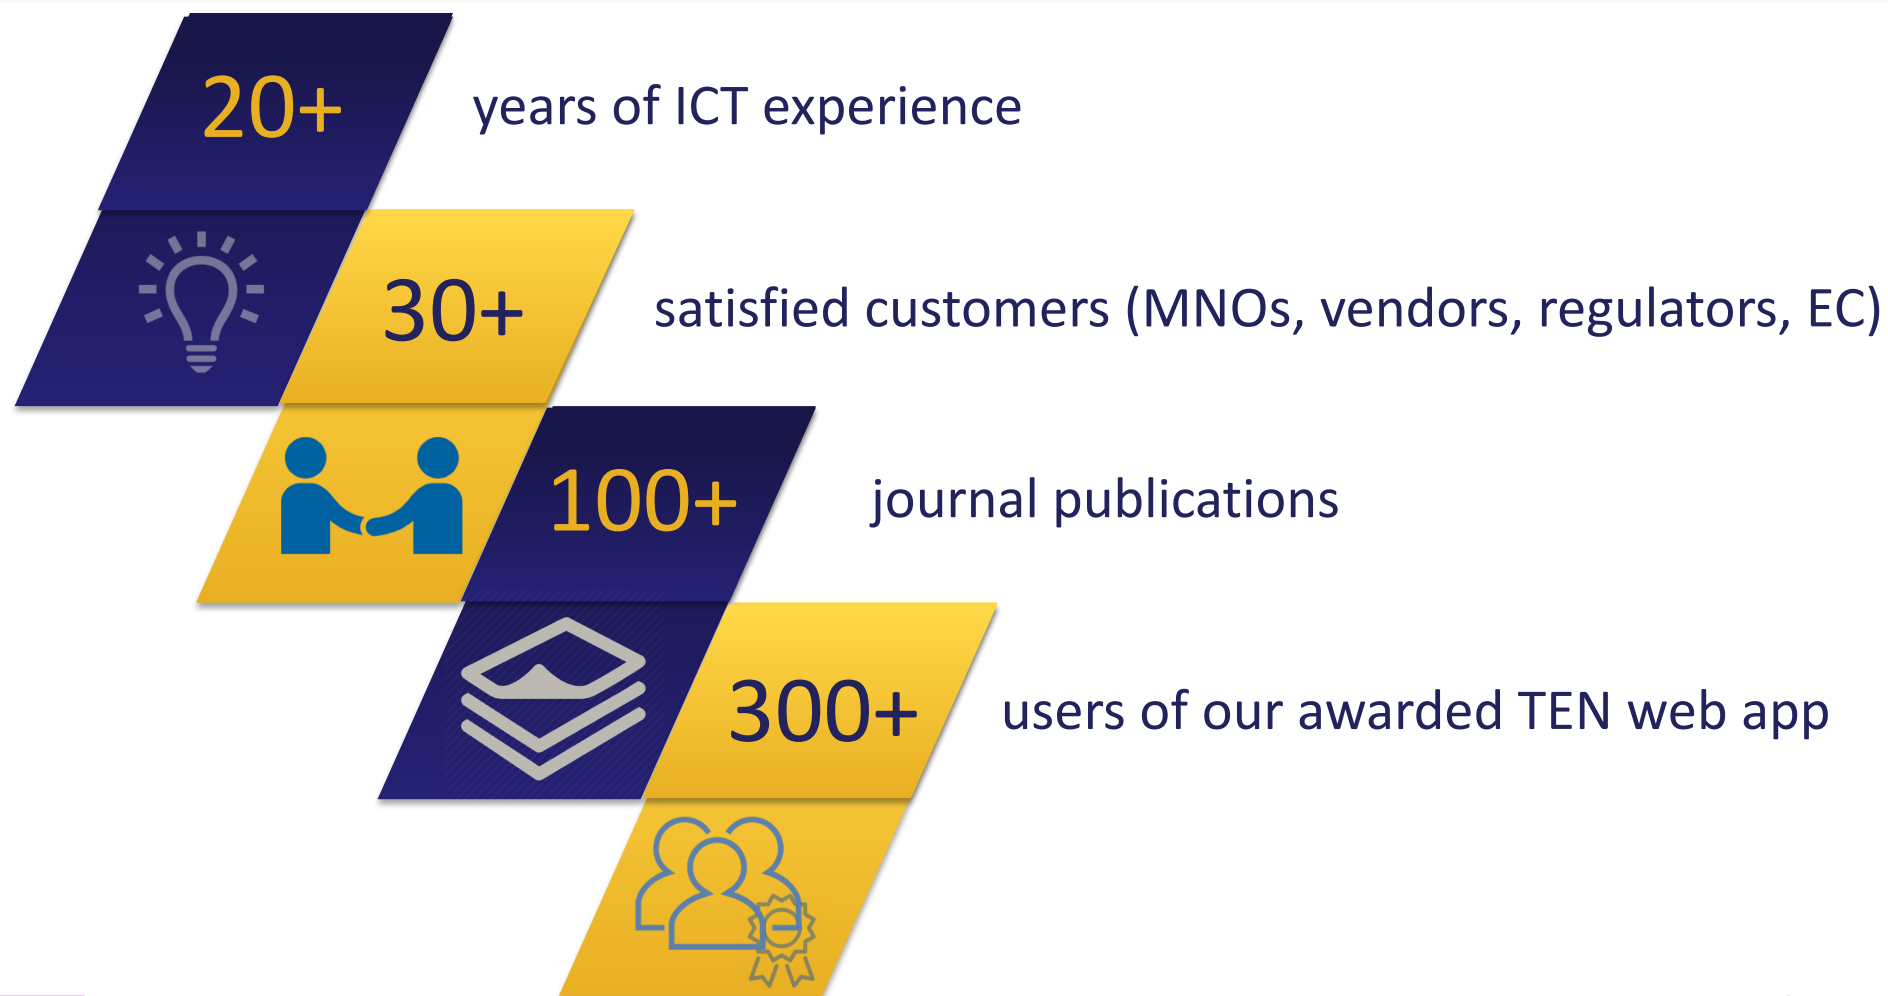 20+ years of ICT experience
30+ satisfied customers (MNOs, vendors, regulators, EC)
100+ journal publications
300+ users of our awarded TEN web app